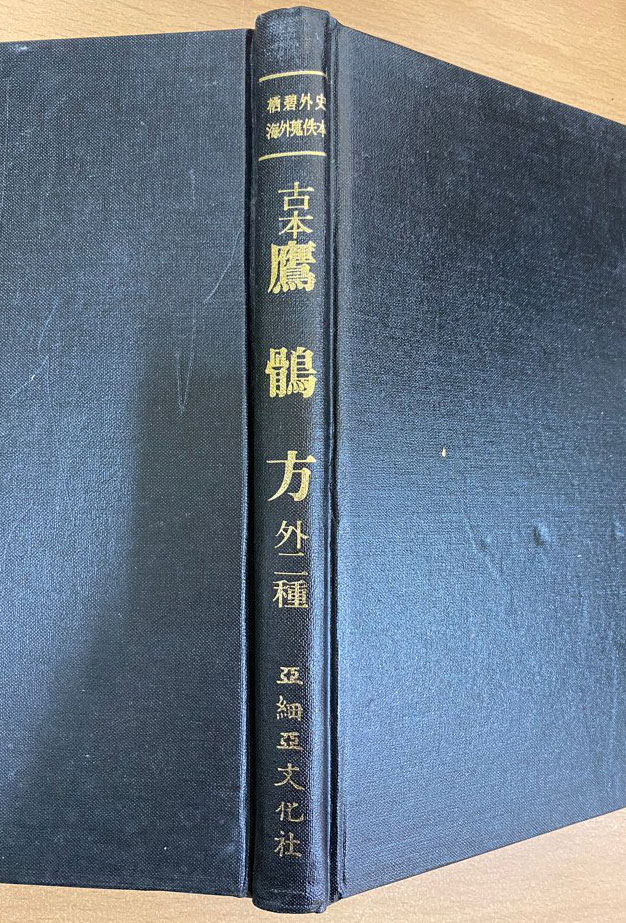 栖碧外史
海外蒐佚本
古本
鷹鶻方
外二種
亞細亞文化社